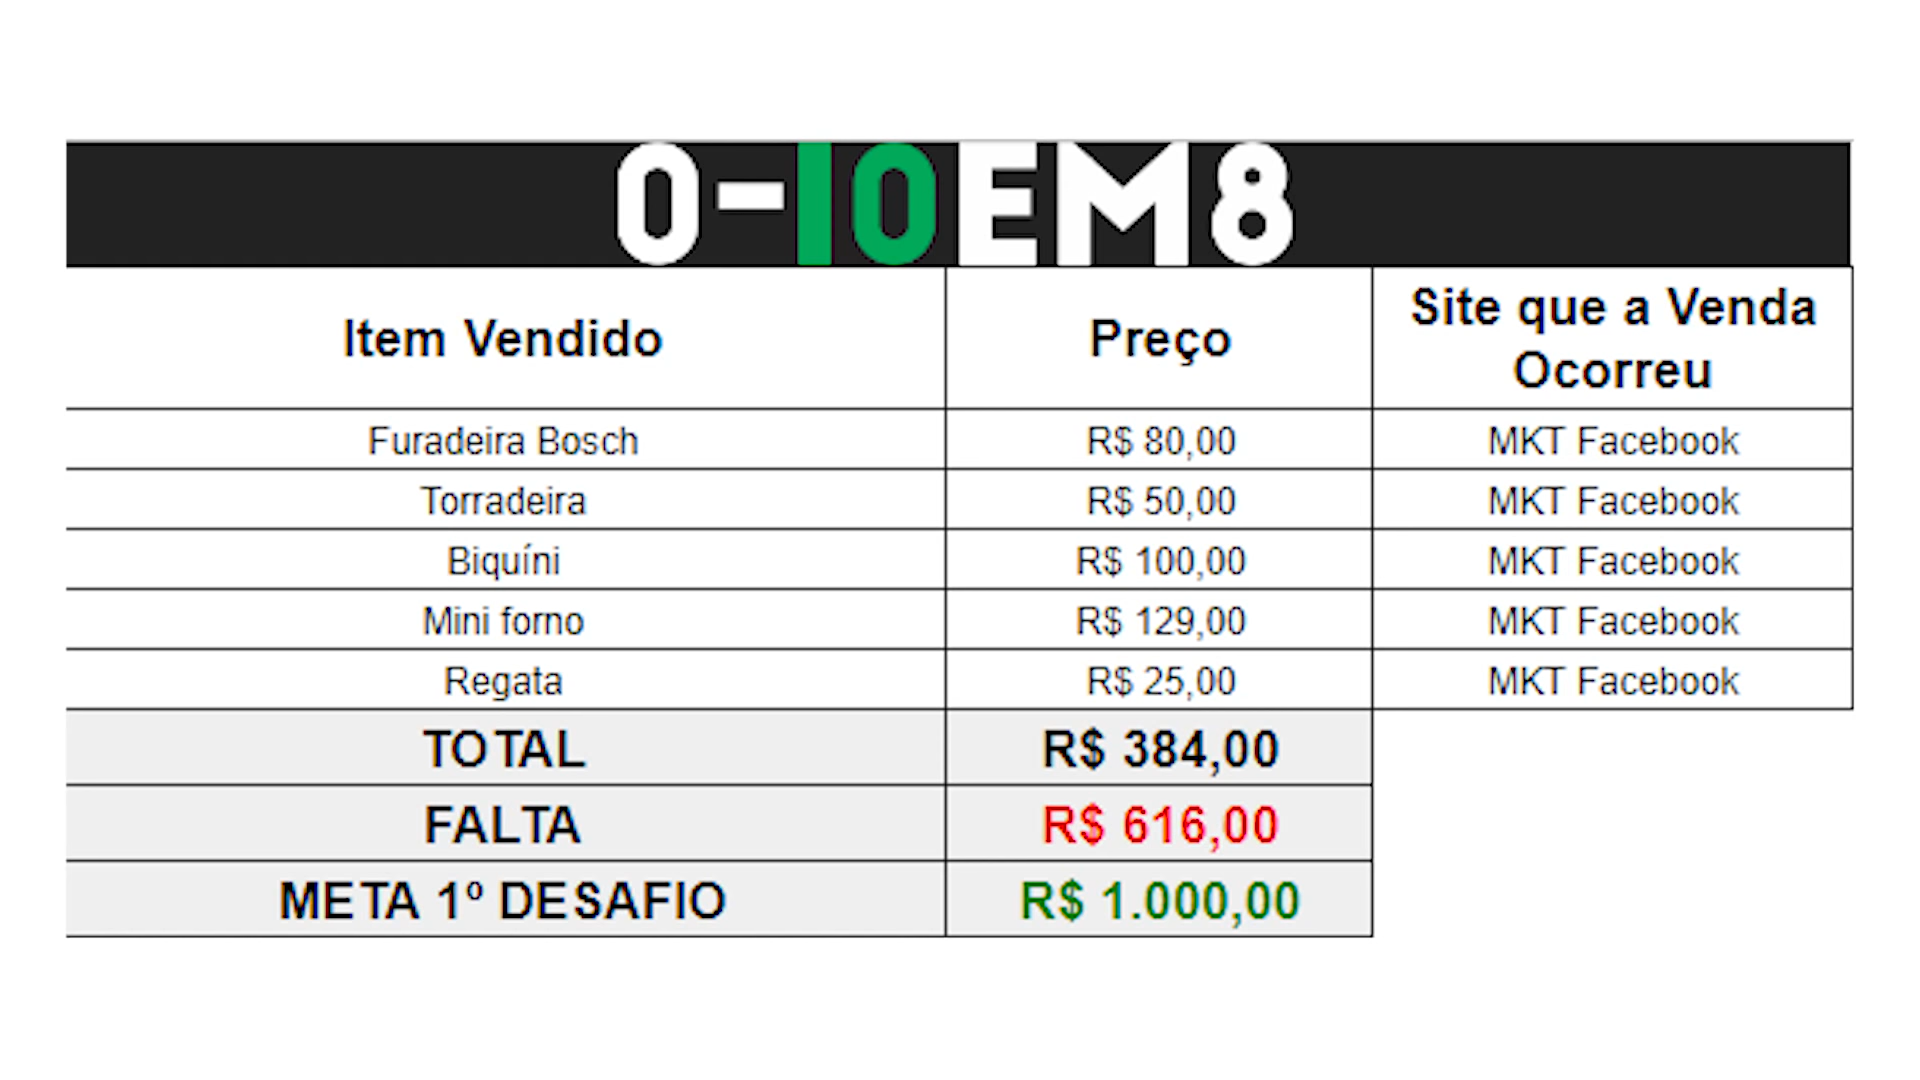 0-10EM8
Item Vendido Preço Site que a Venda Ocorreu
Furadeira Bosch R$ 80,00 MKT Facebook
Torradeira R$ 50,00 MKT Facebook
Biquíni R$ 100,00 MKT Facebook
Mini forno R$ 129,00 MKT Facebook
Regata R$ 25,00 MKT Facebook
TOTAL R$ 384,00
FALTA R$ 616,00
META 1º DESAFIO R$ 1.000,00